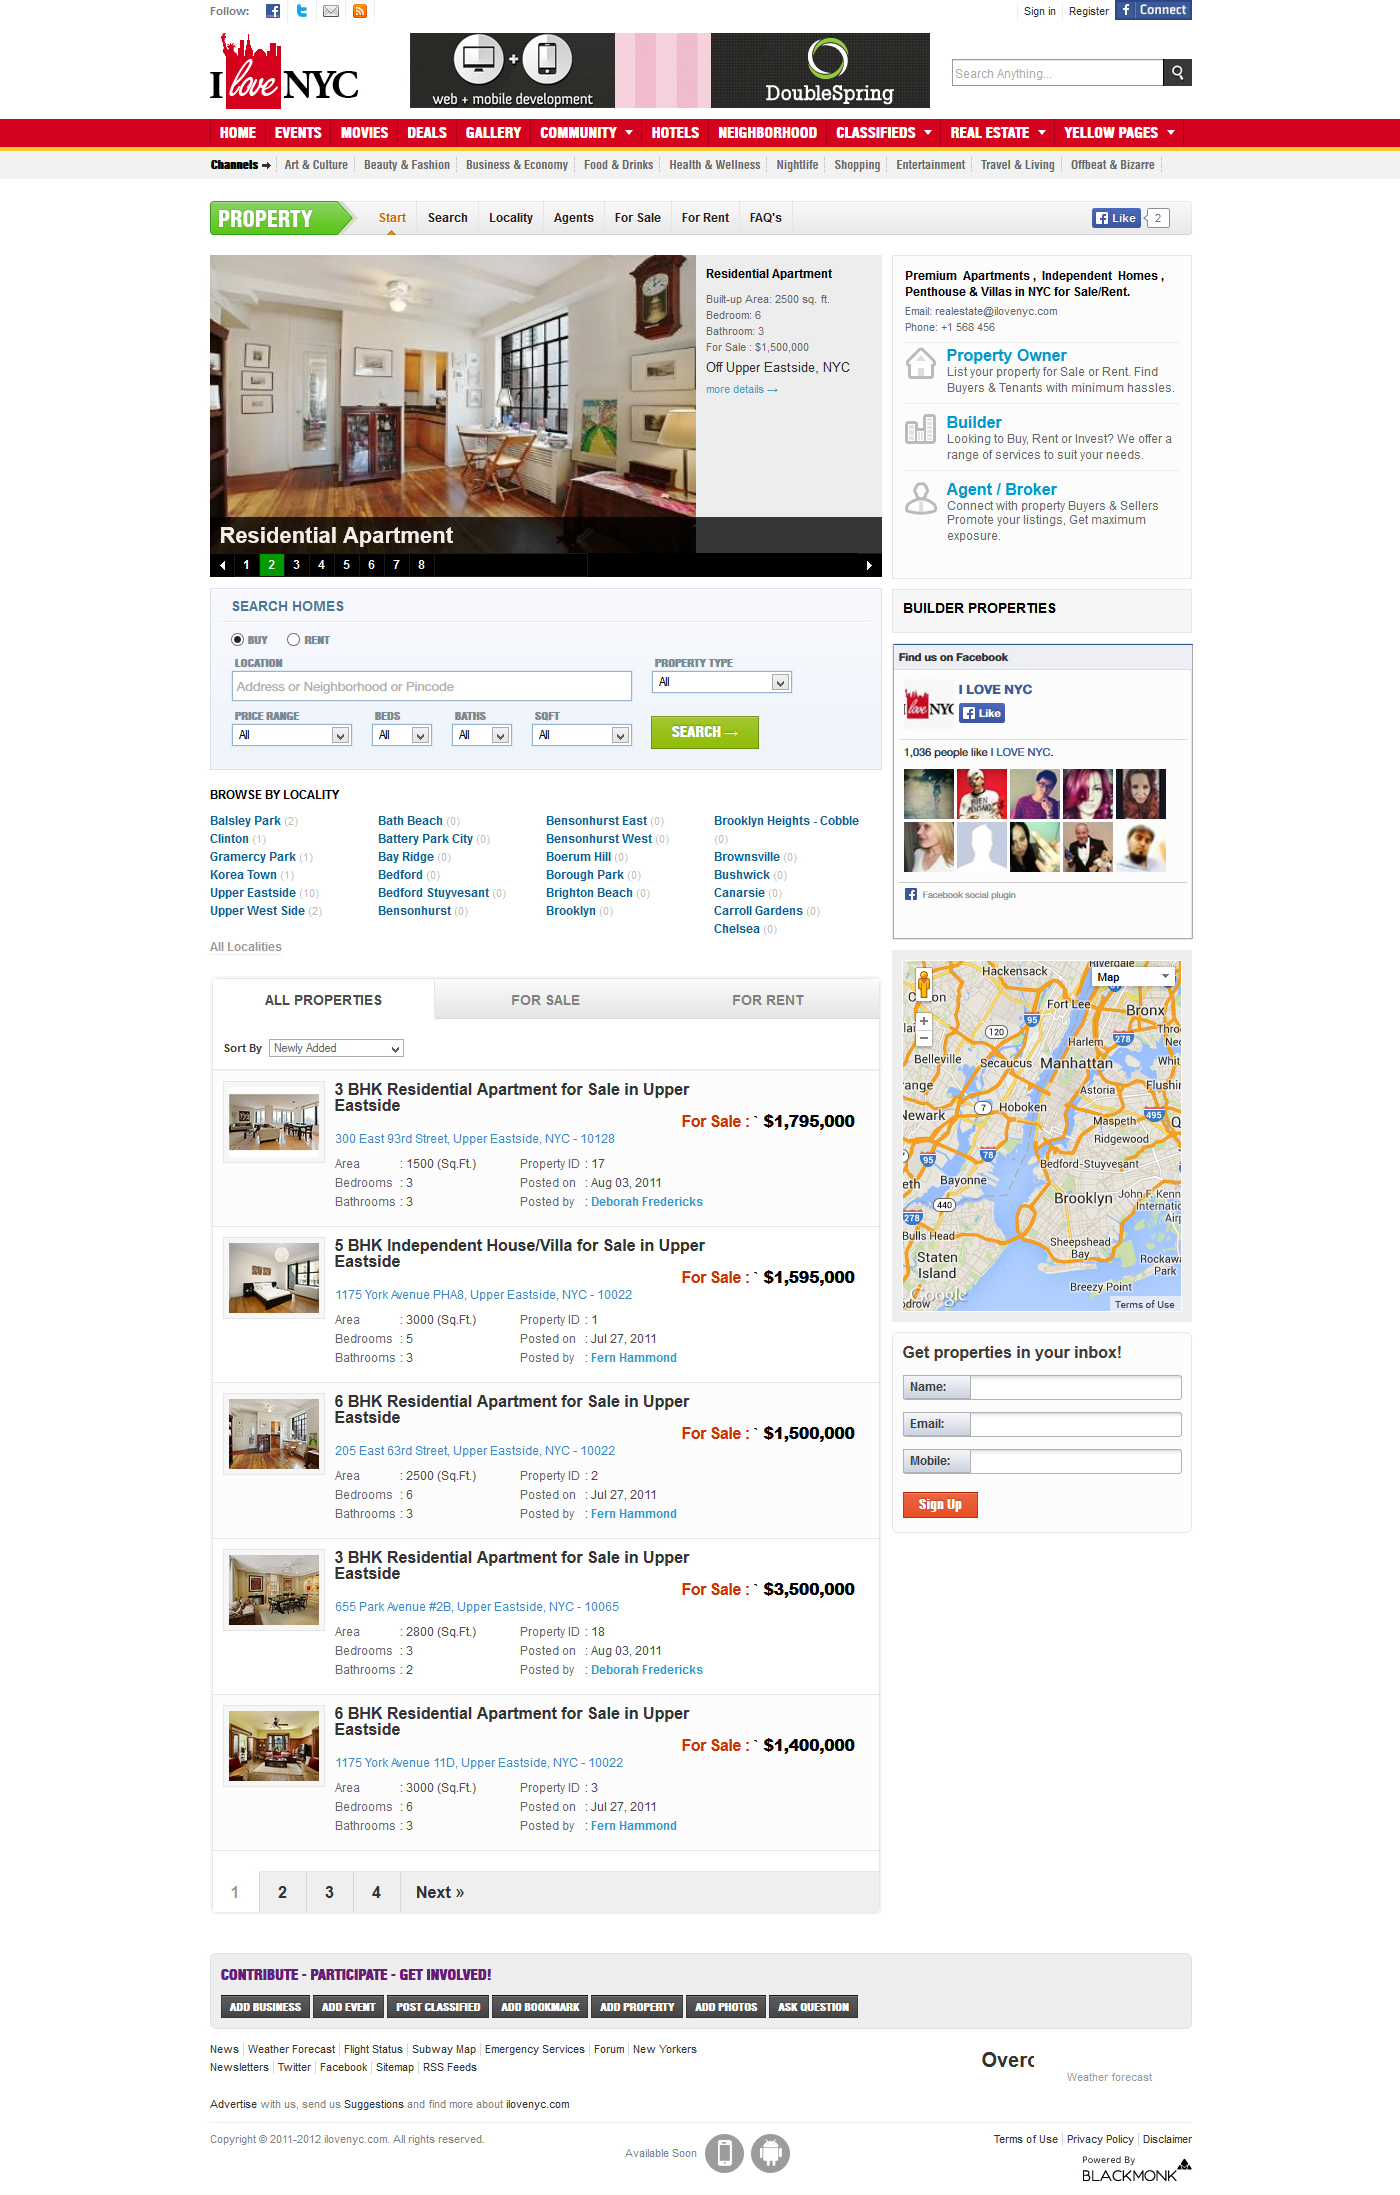 Follow:
Sign in Register Connect
I love NYC
web + mobile development
DoubleSpring
Search Anything...
HOME EVENTS MOVIES DEALS GALLERY COMMUNITY HOTELS NEIGHBORHOOD CLASSIFIEDS REAL ESTATE YELLOW PAGES
Channels Art & Culture Beauty & Fashion Business & Economy Food & Drinks Health & Wellness Nightlife Shopping Entertainment Travel & Living Offbeat & Bizarre
PROPERTY Start Search Locality Agents For Sale For Rent FAQ's Like 2
Residential Apartment
Built-up Area: 2500 sq. ft.
Bedroom: 6
Bathroom: 3
For Sale : $1,500,000
Off Upper Eastside, NYC
more details →
Residential Apartment
1 2 3 4 5 6 7 8
Premium Apartments , Independent Homes ,
Penthouse & Villas in NYC for Sale/Rent.
Email: realestate@ilovenyc.com
Phone: +1 568 456
Property Owner
List your property for Sale or Rent. Find
Buyers & Tenants with minimum hassles.
Builder
Looking to Buy, Rent or Invest? We offer a
range of services to suit your needs.
Agent / Broker
Connect with property Buyers & Sellers
Promote your listings, Get maximum
exposure.
SEARCH HOMES
BUY RENT
LOCATION PROPERTY TYPE
Address or Neighborhood or Pincode All
PRICE RANGE BEDS BATHS SQFT
All All All All SEARCH →
BUILDER PROPERTIES
Find us on Facebook
I LOVE NYC
Like
1,036 people like I LOVE NYC.
Facebook social plugin
BROWSE BY LOCALITY
Balsley Park (2)
Clinton (1)
Gramercy Park (1)
Korea Town (1)
Upper Eastside (10)
Upper West Side (2)
Bath Beach (0)
Battery Park City (0)
Bay Ridge (0)
Bedford (0)
Bedford Stuyvesant (0)
Bensonhurst (0)
Bensonhurst East (0)
Bensonhurst West (0)
Boerum Hill (0)
Borough Park (0)
Brighton Beach (0)
Brooklyn (0)
Brooklyn Heights - Cobble
(0)
Brownsville (0)
Bushwick (0)
Canarsie (0)
Carroll Gardens (0)
Chelsea (0)
All Localities
ALL PROPERTIES FOR SALE FOR RENT
Sort By Newly Added
3 BHK Residential Apartment for Sale in Upper
Eastside
For Sale : ` $1,795,000
300 East 93rd Street, Upper Eastside, NYC - 10128
Area : 1500 (Sq.Ft.) Property ID : 17
Bedrooms : 3 Posted on : Aug 03, 2011
Bathrooms : 3 Posted by : Deborah Fredericks
5 BHK Independent House/Villa for Sale in Upper
Eastside
For Sale : ` $1,595,000
1175 York Avenue PHA8, Upper Eastside, NYC - 10022
Area : 3000 (Sq.Ft.) Property ID : 1
Bedrooms : 5 Posted on : Jul 27, 2011
Bathrooms : 3 Posted by : Fern Hammond
6 BHK Residential Apartment for Sale in Upper
Eastside
For Sale : ` $1,500,000
205 East 63rd Street, Upper Eastside, NYC - 10022
Area : 2500 (Sq.Ft.) Property ID : 2
Bedrooms : 6 Posted on : Jul 27, 2011
Bathrooms : 3 Posted by : Fern Hammond
3 BHK Residential Apartment for Sale in Upper
Eastside
For Sale : ` $3,500,000
655 Park Avenue #2B, Upper Eastside, NYC - 10065
Area : 2800 (Sq.Ft.) Property ID : 18
Bedrooms : 3 Posted on : Aug 03, 2011
Bathrooms : 2 Posted by : Deborah Fredericks
6 BHK Residential Apartment for Sale in Upper
Eastside
For Sale : ` $1,400,000
1175 York Avenue 11D, Upper Eastside, NYC - 10022
Area : 3000 (Sq.Ft.) Property ID : 3
Bedrooms : 6 Posted on : Jul 27, 2011
Bathrooms : 3 Posted by : Fern Hammond
1 2 3 4 Next »
Riverdale
Hackensack Map
Fort Lee
95 Bronx
120 Harlem 278
Belleville Secaucus Manhattan
Astoria
7 Hoboken 495
Newark Maspeth
Ridgewood
95 78 Bedford-Stuyvesant
Bayonne
Brooklyn John F. Kenn
440 Internatic
278
Bulls Head Sheepshead
Bay
Staten Rockawa
Island Park
Breezy Point
Google
Terms of Use
Get properties in your inbox!
Name:
Email:
Mobile:
Sign Up
CONTRIBUTE - PARTICIPATE - GET INVOLVED!
ADD BUSINESS ADD EVENT POST CLASSIFIED ADD BOOKMARK ADD PROPERTY ADD PHOTOS ASK QUESTION
News Weather Forecast Flight Status Subway Map Emergency Services Forum New Yorkers
Newsletters Twitter Facebook Sitemap RSS Feeds
Overc
Weather forecast
Advertise with us, send us Suggestions and find more about ilovenyc.com
Copyright © 2011-2012 ilovenyc.com. All rights reserved.
Available Soon
Terms of Use Privacy Policy Disclaimer
Powered By
BLACKMONK